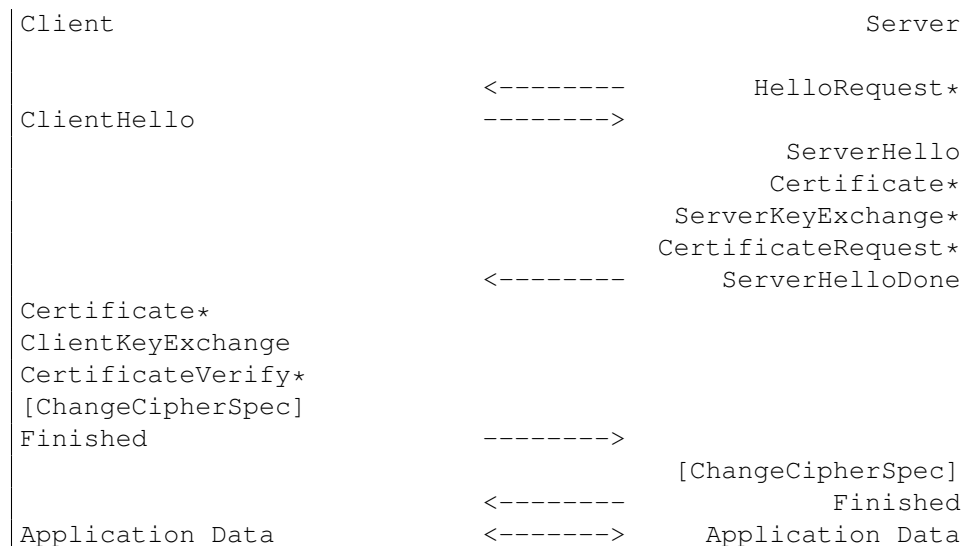 Client                                               Server

                           <--------          HelloRequest*
ClientHello                -------->
                                                ServerHello
                                               Certificate*
                                         ServerKeyExchange*
                                        CertificateRequest*
                           <--------        ServerHelloDone
Certificate*
ClientKeyExchange
CertificateVerify*
[ChangeCipherSpec]
Finished                   -------->
                                         [ChangeCipherSpec]
                           <--------               Finished
Application Data           <------->       Application Data